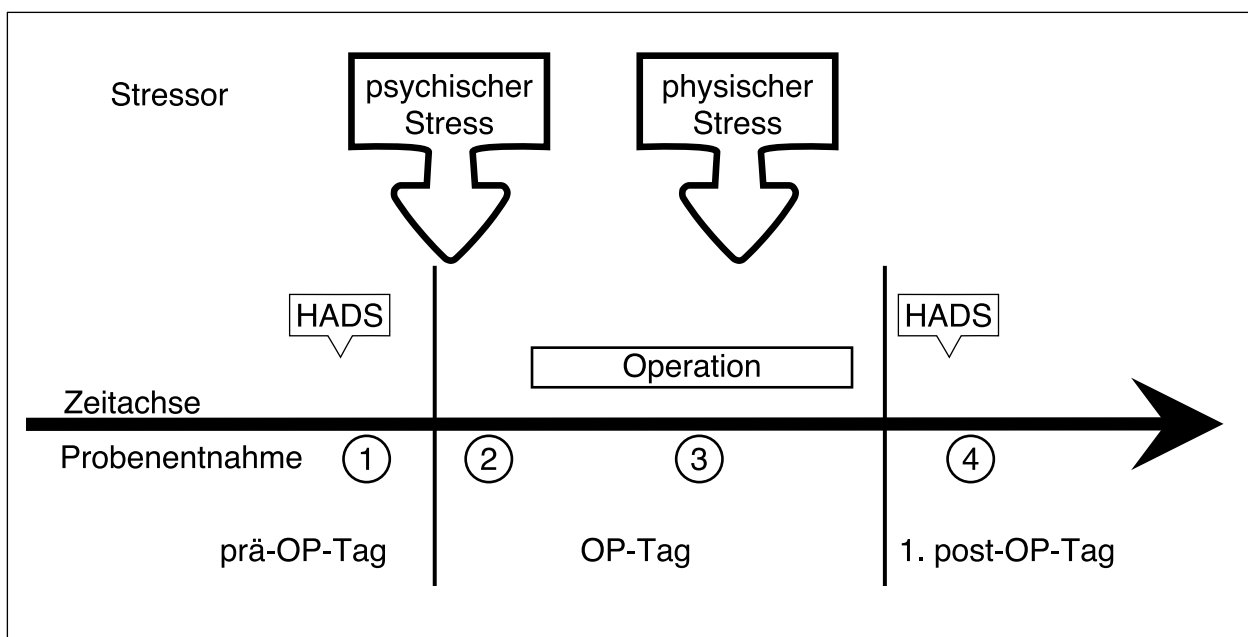 Stressor
psychischer
Stress
physischer
Stress
HADS
HADS
Operation
Zeitachse
Probenentnahme
1
2
3
4
prä-OP-Tag
OP-Tag
1. post-OP-Tag